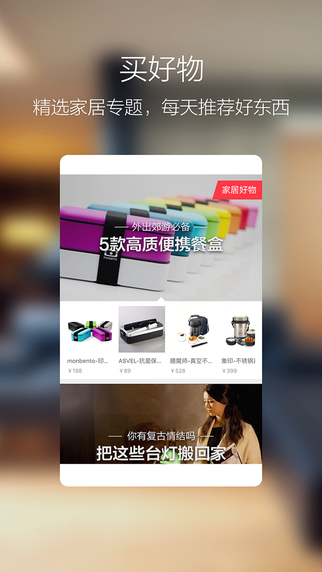 买好物
精选家居专题，每天推荐好东西
家居好物
外出郊游必备
5款高质便携餐盒
monbento-印...
ASVEL-抗菌保...
膳魔师-真空不...
象印-不锈钢
￥198
￥89
￥528
￥399
你有复古情结吗
把这些台灯搬回家